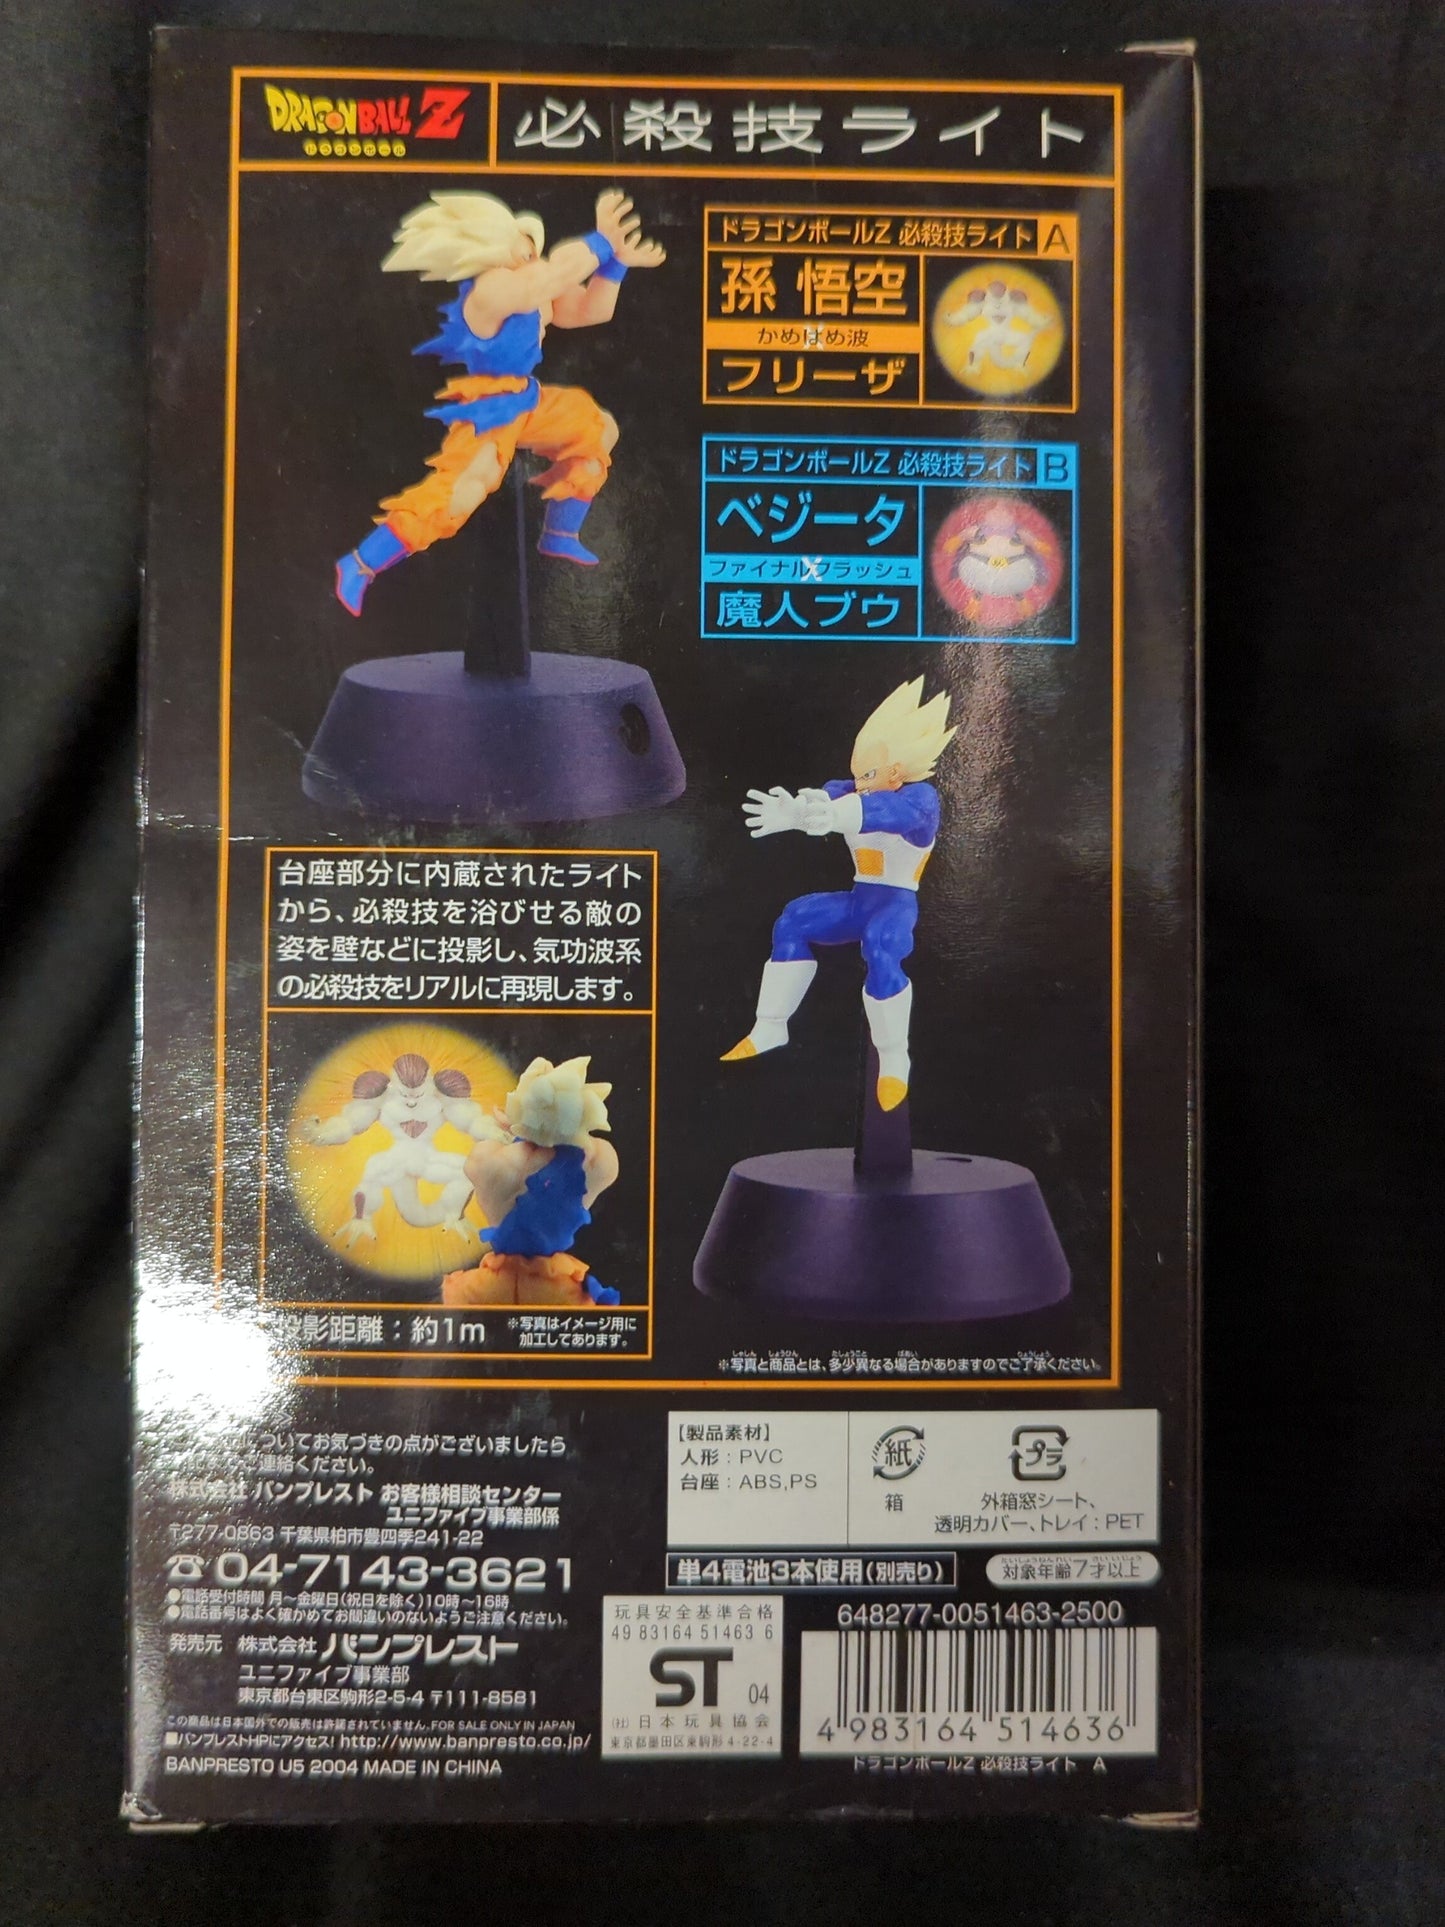 DRAGONBALL Z
ドラゴンボール
必殺技ライト
ドラゴンボールZ 必殺技ライト A
孫 悟空
かめはめ波
×
フリーザ
ドラゴンボールZ 必殺技ライト B
ベジータ
ファイナルフラッシュ
×
魔人ブウ
台座部分に内蔵されたライト
から、必殺技を浴びせる敵の
姿を壁などに投影し、気功波系
の必殺技をリアルに再現します。
投影距離：約1m
※写真はイメージ用に
加工してあります。
※写真と商品とは、多少異なる場合がありますのでご了承ください。
についてお気づきの点がございましたら
ご連絡ください。
株式会社 バンプレスト お客様相談センター
ユニファイブ事業部係
〒277-0863 千葉県柏市豊四季241-22
☎04-7143-3621
●電話受付時間 月～金曜日(祝日を除く)10時～16時
●電話番号はよく確かめてお間違いのないようご注意ください。
発売元 株式会社 バンプレスト
ユニファイブ事業部
東京都台東区駒形2-5-4 〒111-8581
この商品は日本国外での販売は許諾されていません。FOR SALE ONLY IN JAPAN
■バンプレストHPにアクセス! http://www.banpresto.co.jp/
BANPRESTO U5 2004 MADE IN CHINA
【製品素材】
人形：PVC
台座：ABS,PS
紙
箱
プラ
外箱窓シート、
透明カバー、トレイ：PET
単4電池3本使用(別売り)
対象年齢7才以上
玩具安全基準合格
49 83164 51463 6
ST 04
(社)日本玩具協会
東京都墨田区東駒形4-22-4
648277-0051463-2500
4 983164 514636
ドラゴンボールZ 必殺技ライト A